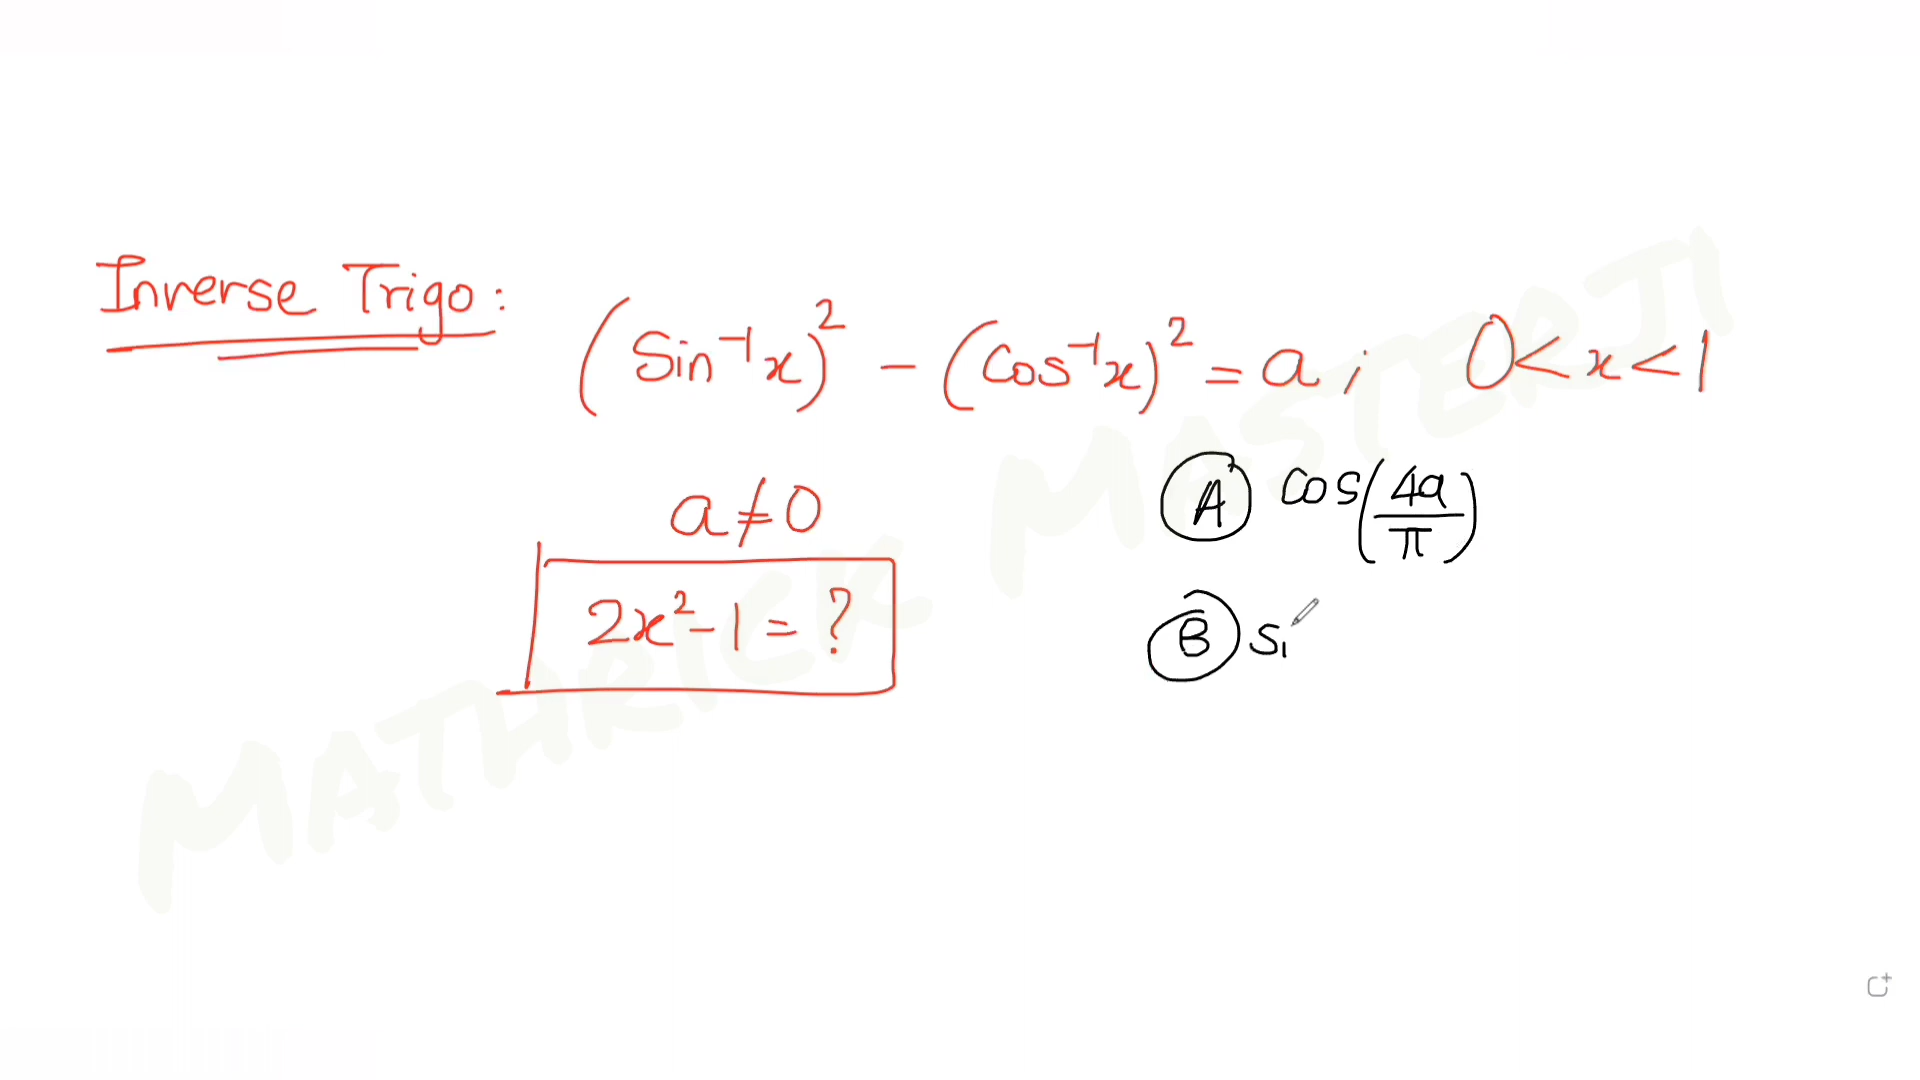 Inverse Trigo:
(Sin⁻¹x)² - (Cos⁻¹x)² = a ; 0<x<1
a≠0
2x²-1=?
A cos(4a/π)
B si
MATHRICK MASTERJI